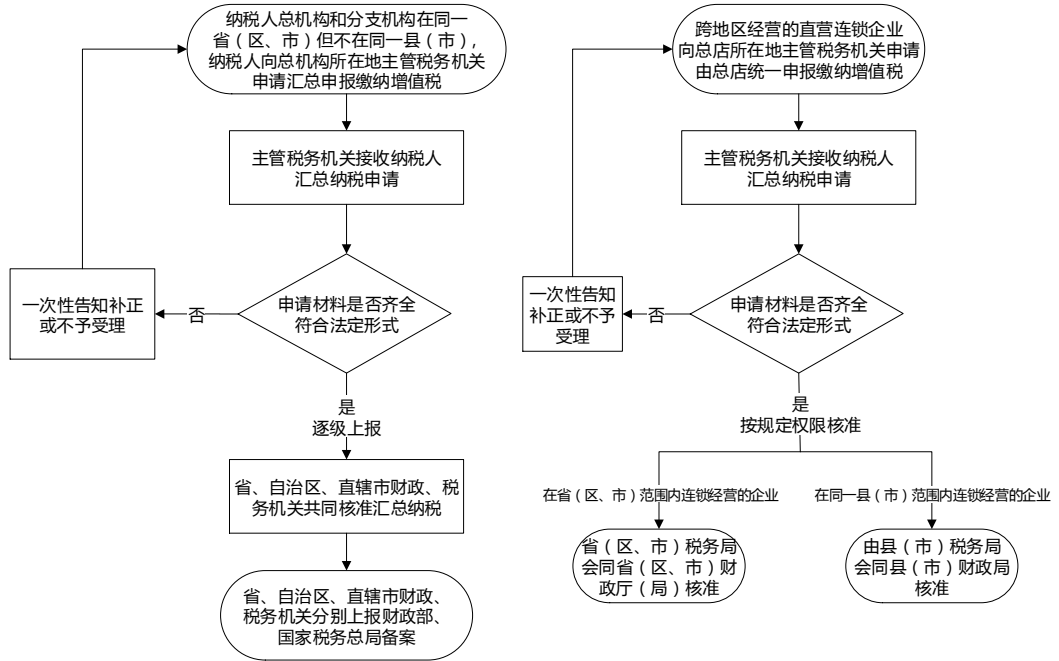 纳税人总机构和分支机构在同一
省（区、市）但不在同一县（市），
纳税人向总机构所在地主管税务机关
申请汇总申报缴纳增值税
主管税务机关接收纳税人
汇总纳税申请
申请材料是否齐全
符合法定形式
否
一次性告知补正
或不予受理
是
逐级上报
省、自治区、直辖市财政、税
务机关共同核准汇总纳税
省、自治区、直辖市财政、
税务机关分别上报财政部、
国家税务总局备案
跨地区经营的直营连锁企业
向总店所在地主管税务机关申请
由总店统一申报缴纳增值税
主管税务机关接收纳税人
汇总纳税申请
申请材料是否齐全
符合法定形式
否
一次性告知
补正或不予
受理
是
按规定权限核准
在省（区、市）范围内连锁经营的企业
省（区、市）税务局
会同省（区、市）财
政厅（局）核准
在同一县（市）范围内连锁经营的企业
由县（市）税务局
会同县（市）财政局
核准